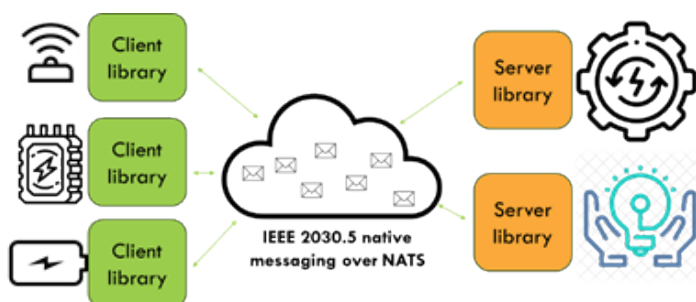 Client
library
Client
library
Client
library
IEEE 2030.5 native
messaging over NATS
Server
library
Server
library